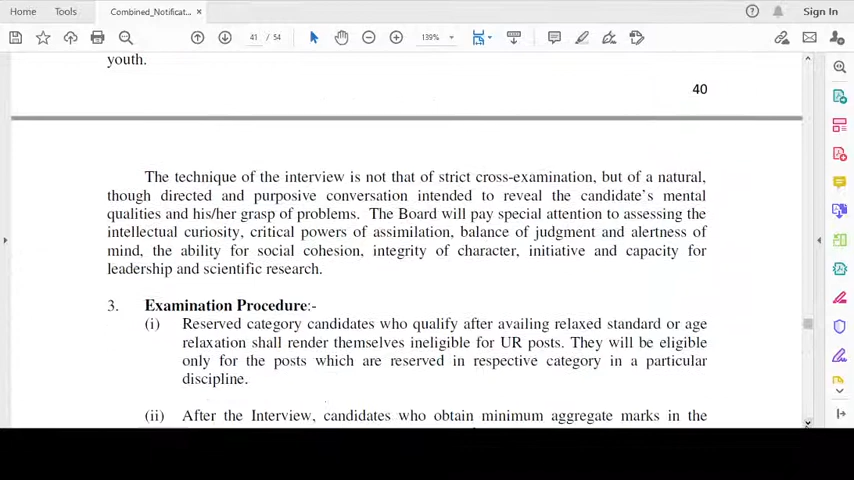 Home Tools Combined_Notificat... × Sign In
41 / 54 139%
youth.
40
The technique of the interview is not that of strict cross-examination, but of a natural,
though directed and purposive conversation intended to reveal the candidate's mental
qualities and his/her grasp of problems. The Board will pay special attention to assessing the
intellectual curiosity, critical powers of assimilation, balance of judgment and alertness of
mind, the ability for social cohesion, integrity of character, initiative and capacity for
leadership and scientific research.
3. Examination Procedure:-
(i) Reserved category candidates who qualify after availing relaxed standard or age
relaxation shall render themselves ineligible for UR posts. They will be eligible
only for the posts which are reserved in respective category in a particular
discipline.
(ii) After the Interview, candidates who obtain minimum aggregate marks in the